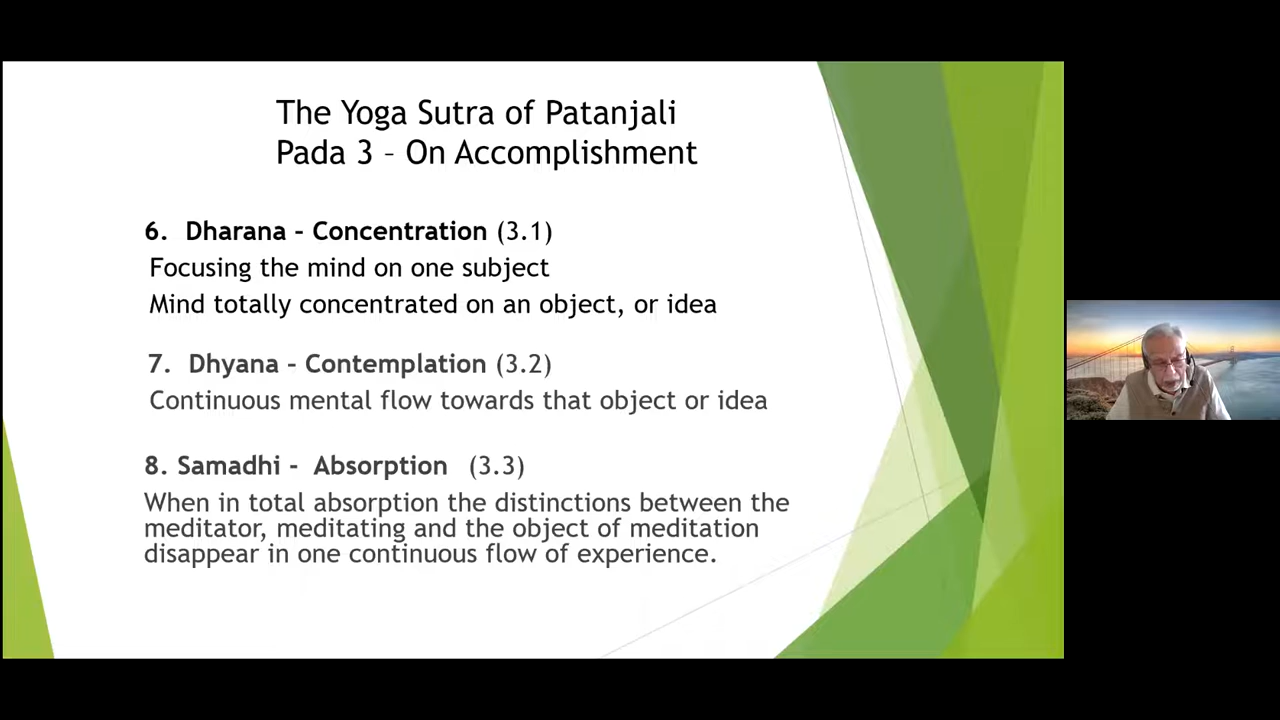 The Yoga Sutra of Patanjali
Pada 3 – On Accomplishment
6. Dharana – Concentration (3.1)
Focusing the mind on one subject
Mind totally concentrated on an object, or idea
7. Dhyana – Contemplation (3.2)
Continuous mental flow towards that object or idea
8. Samadhi - Absorption (3.3)
When in total absorption the distinctions between the
meditator, meditating and the object of meditation
disappear in one continuous flow of experience.